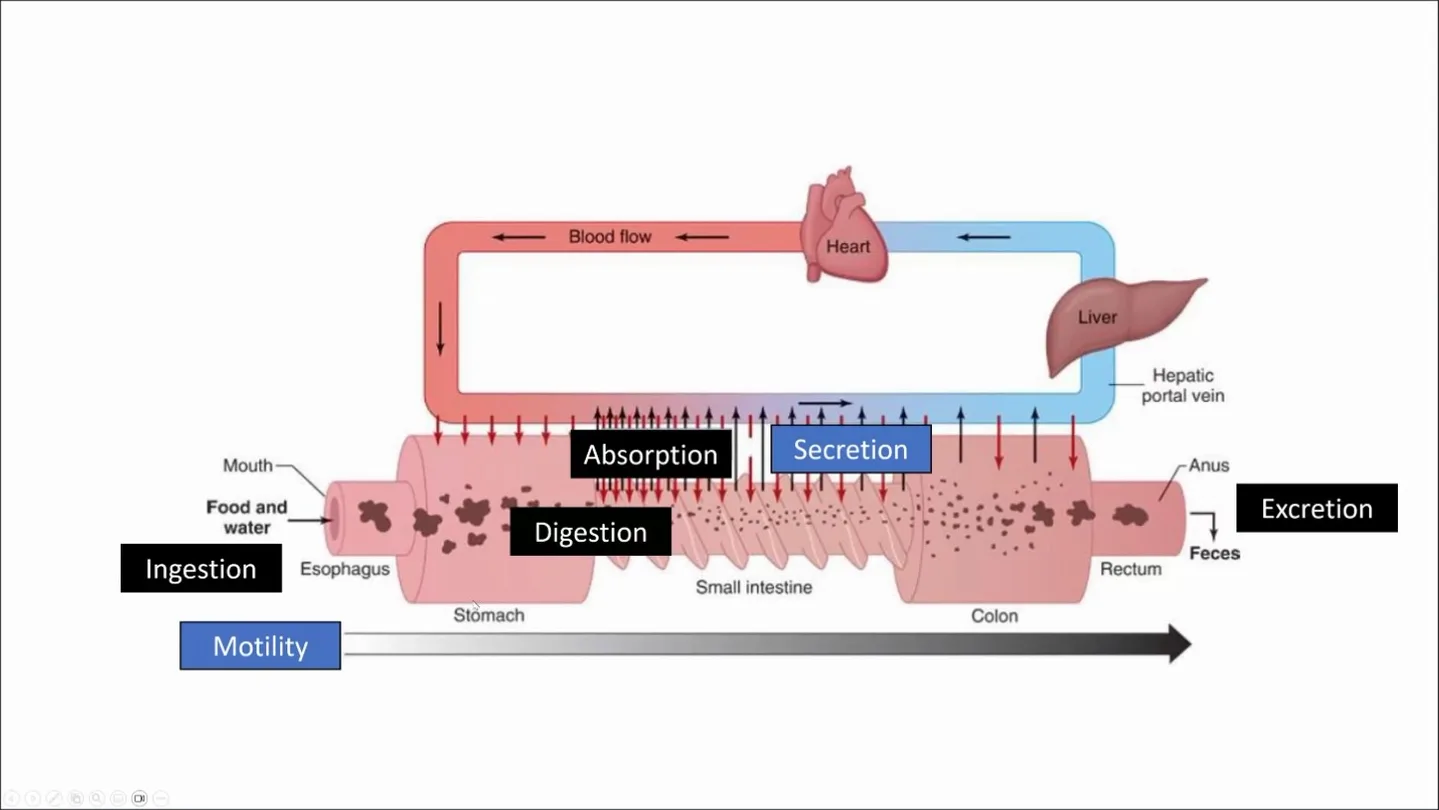 Blood flow
Heart
Liver
Hepatic
portal vein
Absorption
Secretion
Mouth
Anus
Food and
water
Excretion
Digestion
Feces
Ingestion
Esophagus
Rectum
Small intestine
Stomach
Colon
Motility